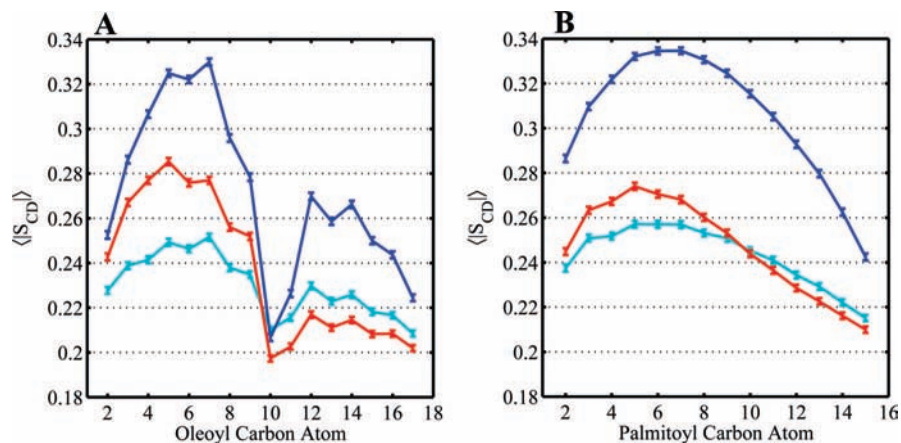 A
B
0.34
0.32
0.3
0.28
0.26
0.24
0.22
0.2
0.18
⟨|S_CD|⟩
2 4 6 8 10 12 14 16 18
Oleoyl Carbon Atom
0.34
0.32
0.3
0.28
0.26
0.24
0.22
0.2
0.18
⟨|S_CD|⟩
2 4 6 8 10 12 14 16
Palmitoyl Carbon Atom